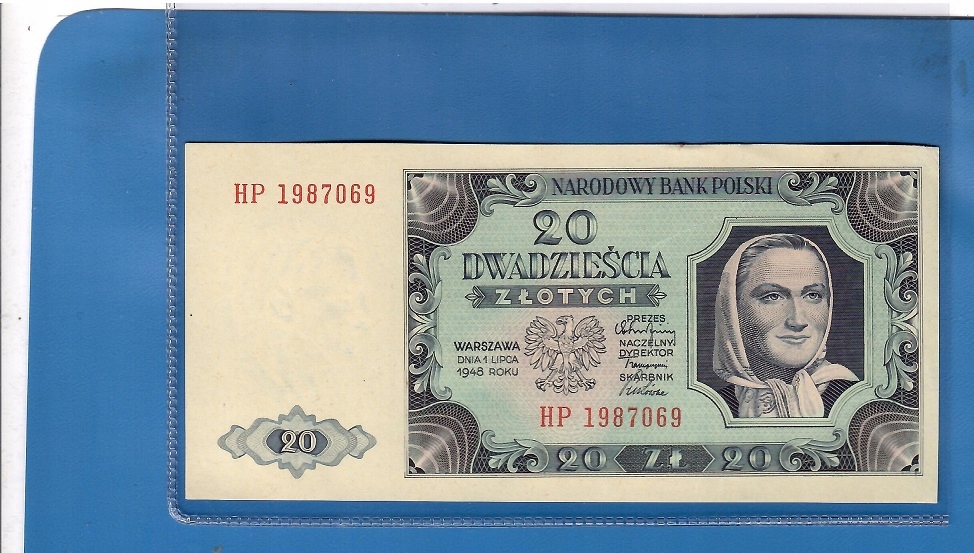 HP 1987069
NARODOWY BANK POLSKI
20
DWADZIEŚCIA
ZŁOTYCH
PREZES
WARSZAWA
DNIA 1 LIPCA
1948 ROKU
NACZELNY
DYREKTOR
SKARBNIK
HP 1987069
20
20 ZŁ 20